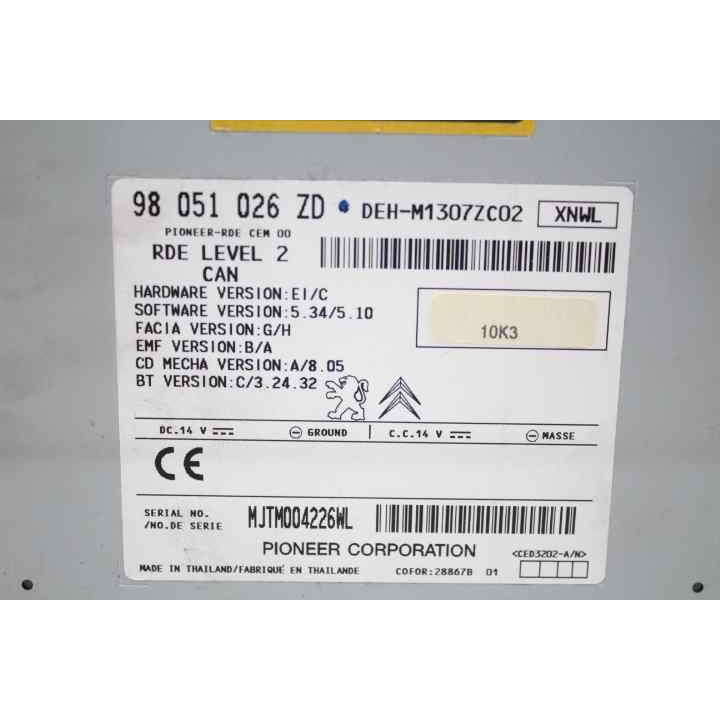 98 051 026 ZD DEH-M1307ZC02 XNWL
PIONEER-RDE CEM 00
RDE LEVEL 2
CAN
HARDWARE VERSION:EI/C
SOFTWARE VERSION:5.34/5.10
FACIA VERSION:G/H
EMF VERSION:B/A
CD MECHA VERSION:A/8.05
BT VERSION:C/3.24.32
10K3
DC.14 V GROUND | C.C.14 V MASSE
CE
SERIAL NO.
/NO.DE SERIE MJTM004226WL
PIONEER CORPORATION <CED3202-A/N>
MADE IN THAILAND/FABRIQUÉ EN THAILANDE COFOR:28867B 01